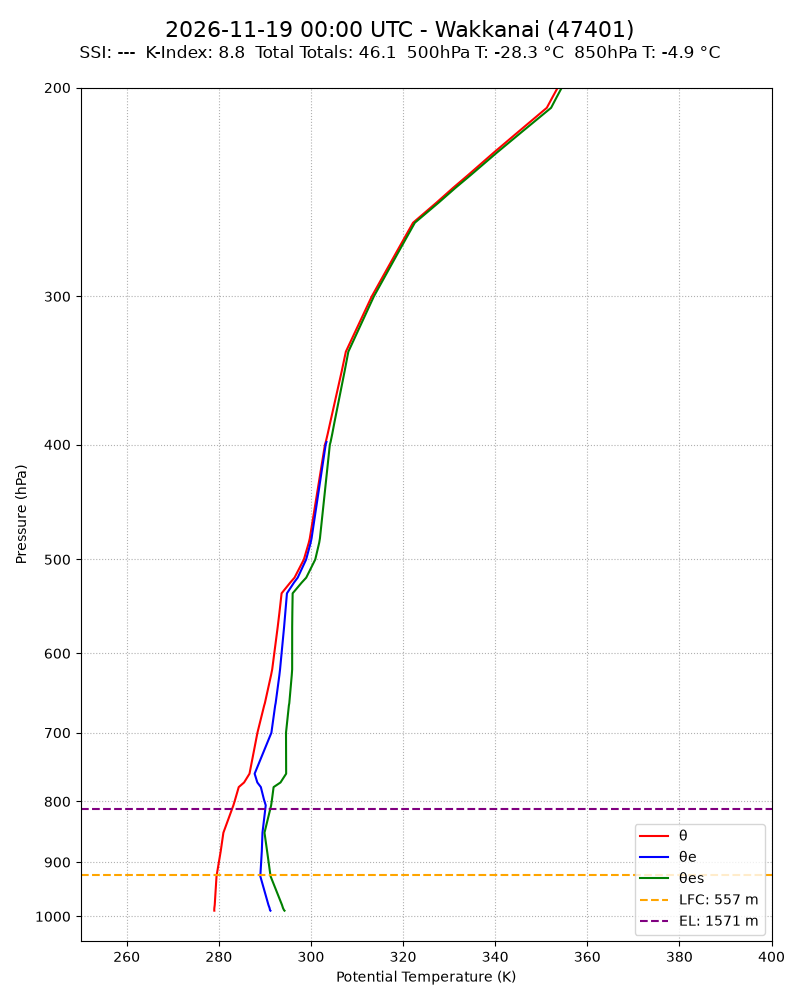 2026-11-19 00:00 UTC - Wakkanai (47401)
SSI: ---  K-Index: 8.8  Total Totals: 46.1  500hPa T: -28.3 °C  850hPa T: -4.9 °C
200
300
400
500
600
700
800
900
1000
Pressure (hPa)
θ
θe
θes
LFC: 557 m
EL: 1571 m
260 280 300 320 340 360 380 400
Potential Temperature (K)